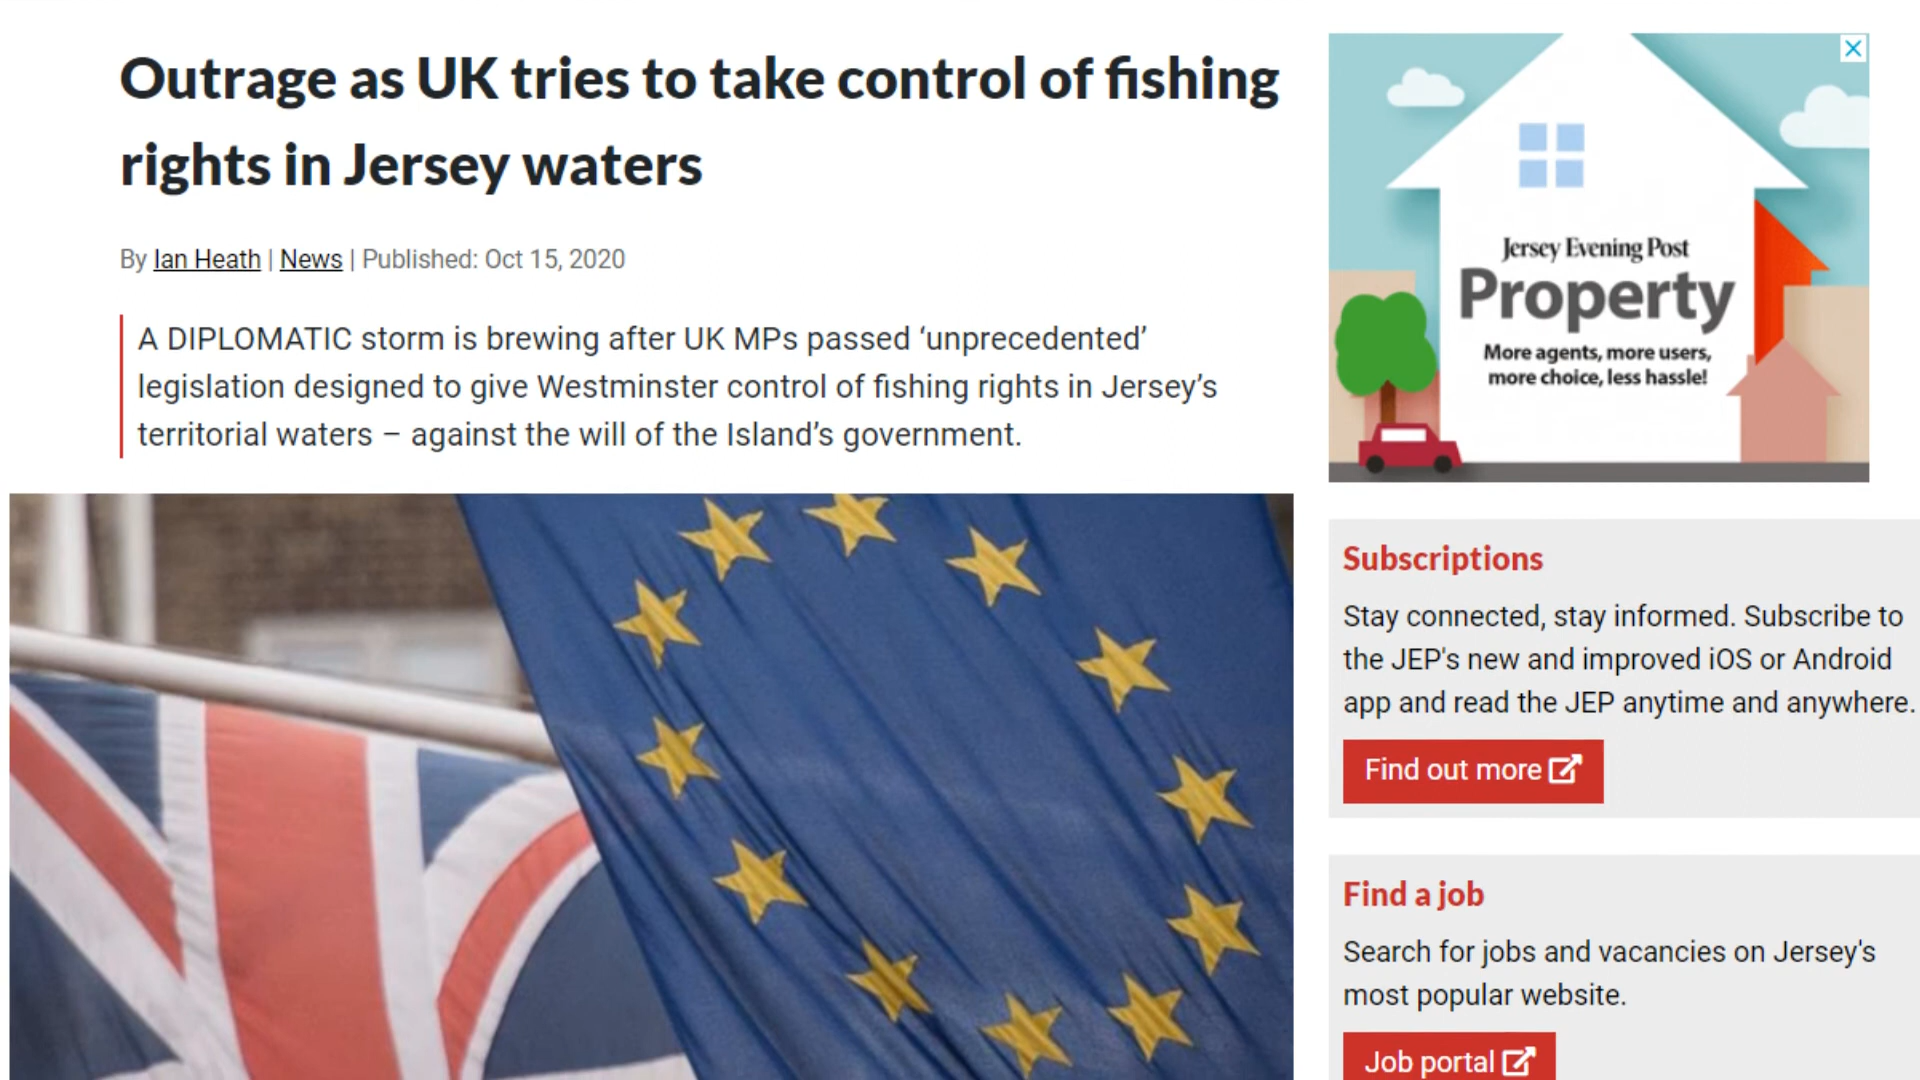 Outrage as UK tries to take control of fishing
rights in Jersey waters
By Ian Heath | News | Published: Oct 15, 2020
A DIPLOMATIC storm is brewing after UK MPs passed ‘unprecedented’
legislation designed to give Westminster control of fishing rights in Jersey’s
territorial waters – against the will of the Island’s government.
Jersey Evening Post
Property
More agents, more users,
more choice, less hassle!
Subscriptions
Stay connected, stay informed. Subscribe to
the JEP's new and improved iOS or Android
app and read the JEP anytime and anywhere.
Find out more
Find a job
Search for jobs and vacancies on Jersey's
most popular website.
Job portal